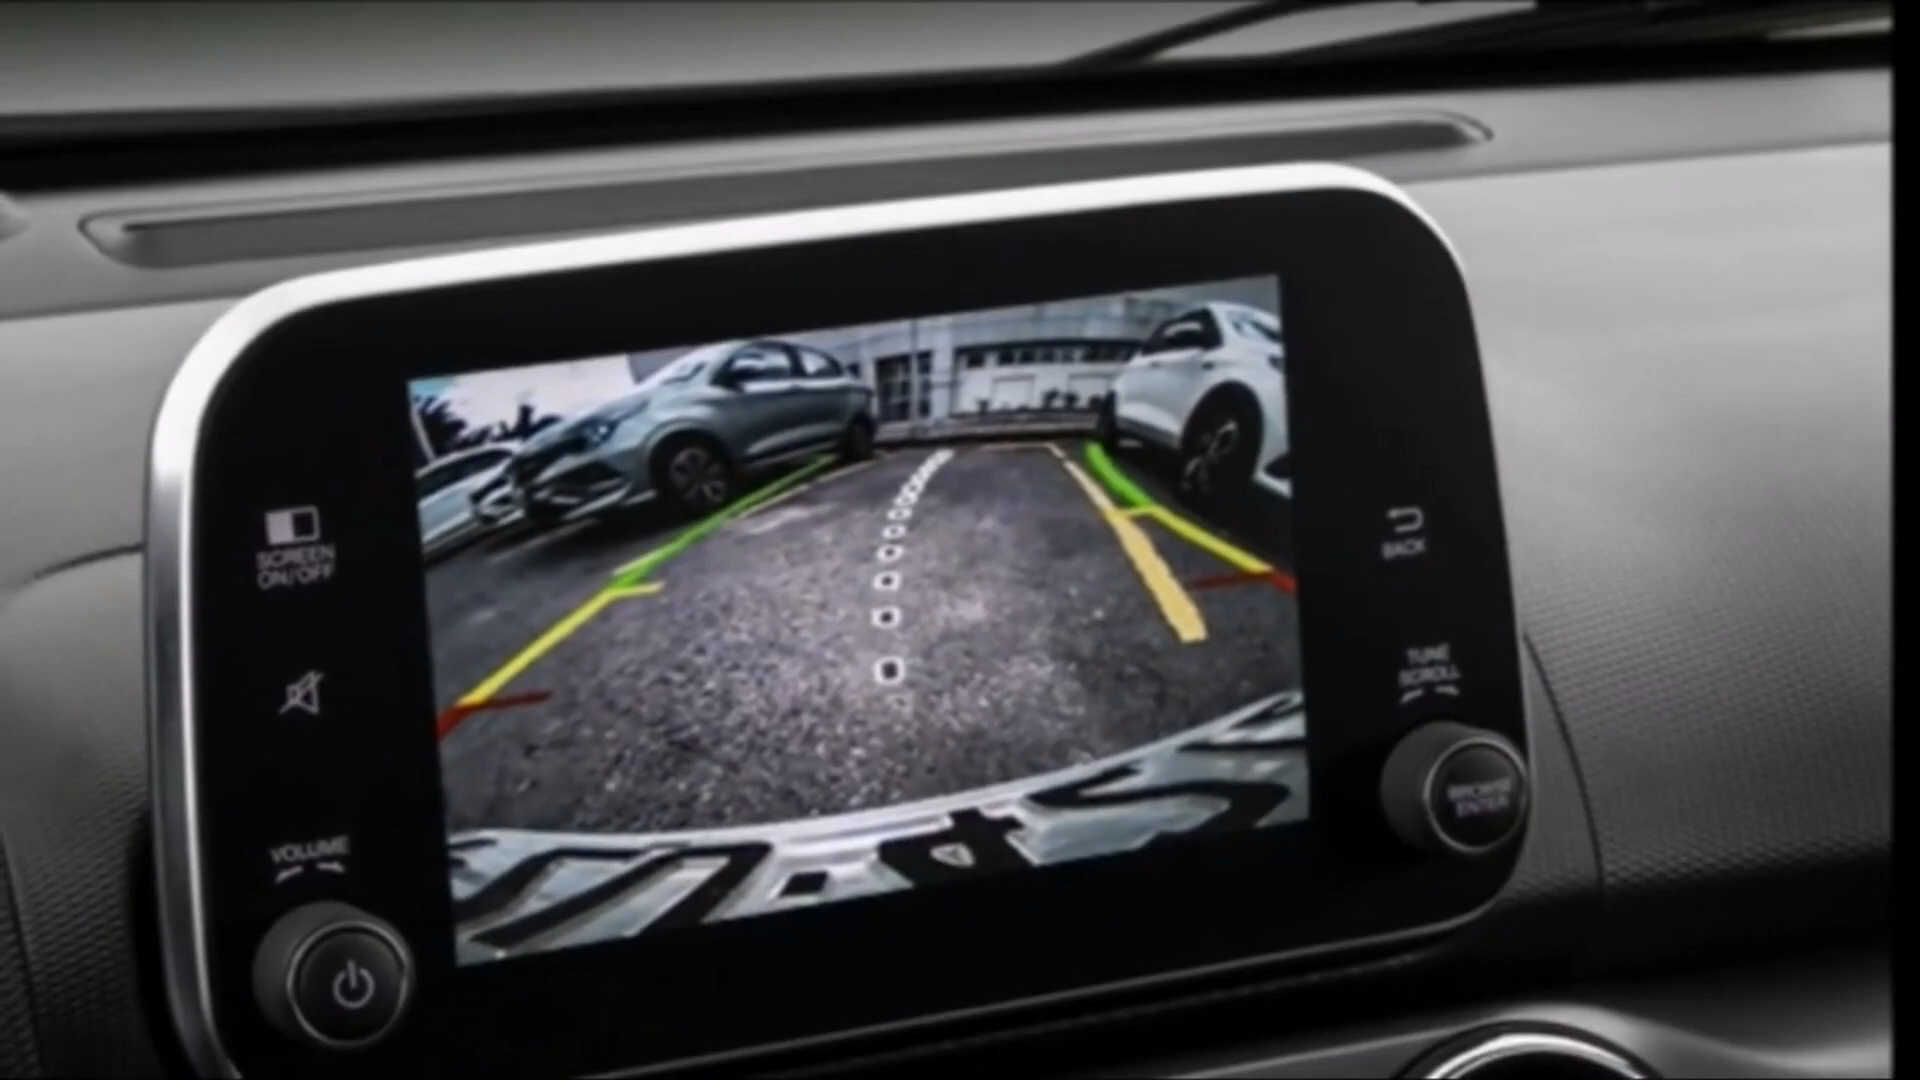 SCREEN
ON/OFF
VOLUME
BACK
TUNE
SCROLL
BROWSE
ENTER